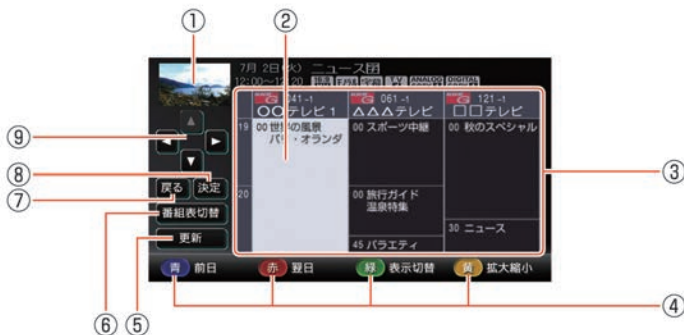 ①
②
7月 2日(火) ニュース
12:00~12:20
041-1
061-1
121-1
○○テレビ 1
△△△テレビ
□□テレビ
19
00 世界の風景
パリ・オランダ
00 スポーツ中継
00 秋のスペシャル
20
00 旅行ガイド
温泉特集
30 ニュース
45 バラエティ
⑨
⑧
⑦
⑥
⑤
③
④
戻る
決定
番組表切替
更新
青 前日
赤 翌日
緑 表示切替
黄 拡大縮小